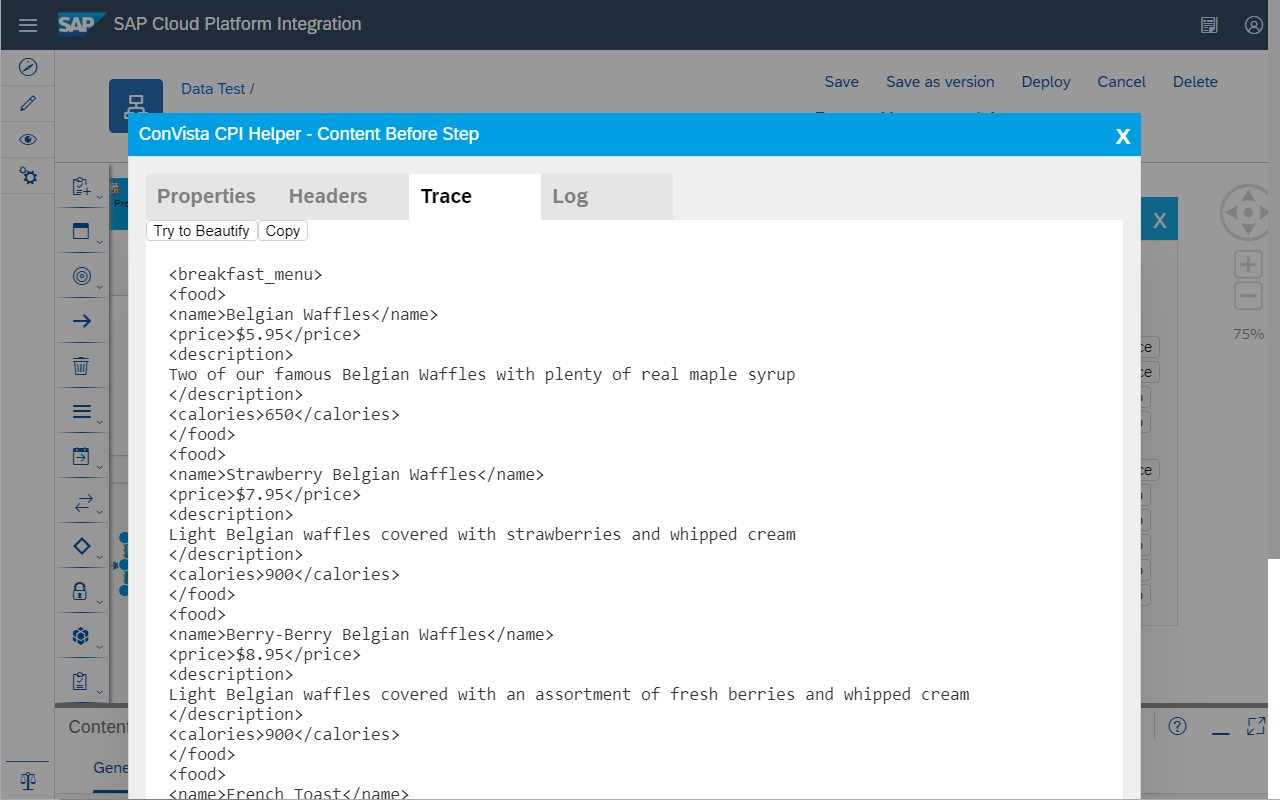 SAP SAP Cloud Platform Integration
Data Test /
Save Save as version Deploy Cancel Delete
ConVista CPI Helper - Content Before Step X
Properties Headers Trace Log
Try to Beautify Copy
X
75%
<breakfast_menu>
<food>
<name>Belgian Waffles</name>
<price>$5.95</price>
<description>
Two of our famous Belgian Waffles with plenty of real maple syrup
</description>
<calories>650</calories>
</food>
<food>
<name>Strawberry Belgian Waffles</name>
<price>$7.95</price>
<description>
Light Belgian waffles covered with strawberries and whipped cream
</description>
<calories>900</calories>
</food>
<food>
<name>Berry-Berry Belgian Waffles</name>
<price>$8.95</price>
<description>
Light Belgian waffles covered with an assortment of fresh berries and whipped cream
</description>
<calories>900</calories>
</food>
<food>
<name>French Toast</name>
Content
Gene